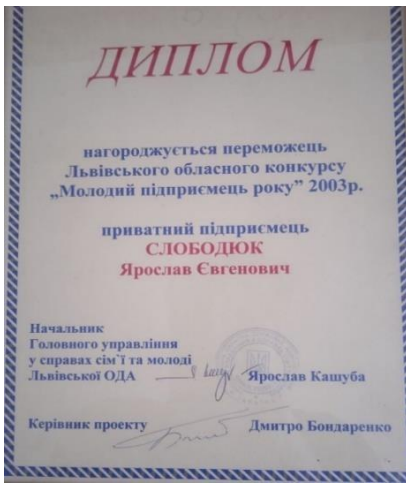 ДИПЛОМ
нагороджується переможець
Львівського обласного конкурсу
„Молодий підприємець року” 2003р.
приватний підприємець
СЛОБОДЮК
Ярослав Євгенович
Начальник
Головного управління
у справах сім`ї та молоді
Львівської ОДА Ярослав Кашуба
Керівник проекту Дмитро Бондаренко